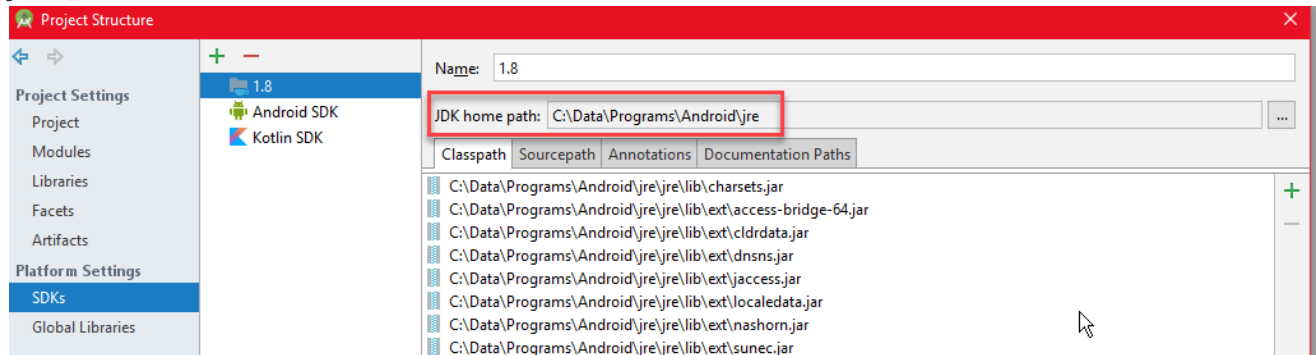 Project Structure
Project Settings
Project
Modules
Libraries
Facets
Artifacts
Platform Settings
SDKs
Global Libraries
1.8
Android SDK
Kotlin SDK
Name: 1.8
JDK home path: C:\Data\Programs\Android\jre ...
Classpath Sourcepath Annotations Documentation Paths
C:\Data\Programs\Android\jre\jre\lib\charsets.jar
C:\Data\Programs\Android\jre\jre\lib\ext\access-bridge-64.jar
C:\Data\Programs\Android\jre\jre\lib\ext\cldrdata.jar
C:\Data\Programs\Android\jre\jre\lib\ext\dnsns.jar
C:\Data\Programs\Android\jre\jre\lib\ext\jaccess.jar
C:\Data\Programs\Android\jre\jre\lib\ext\localedata.jar
C:\Data\Programs\Android\jre\jre\lib\ext\nashorn.jar
C:\Data\Programs\Android\jre\jre\lib\ext\sunec.jar